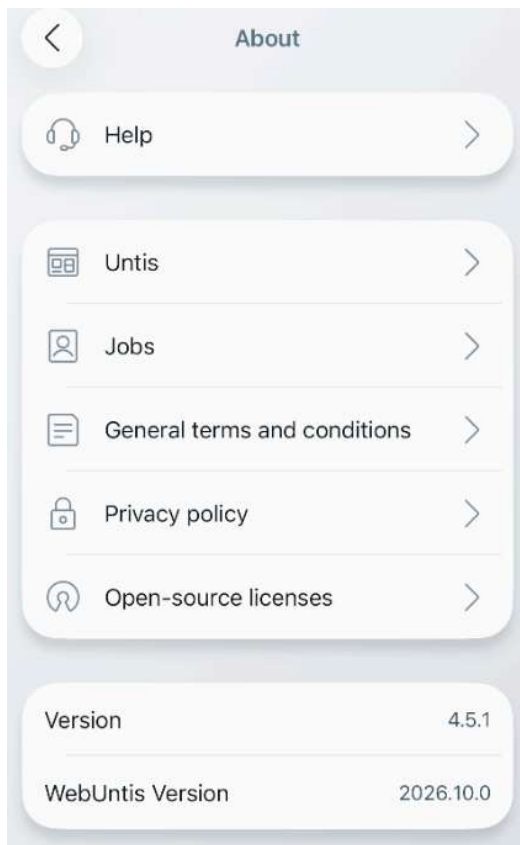 About
Help
Untis
Jobs
General terms and conditions
Privacy policy
Open-source licenses
Version 4.5.1
WebUntis Version 2026.10.0